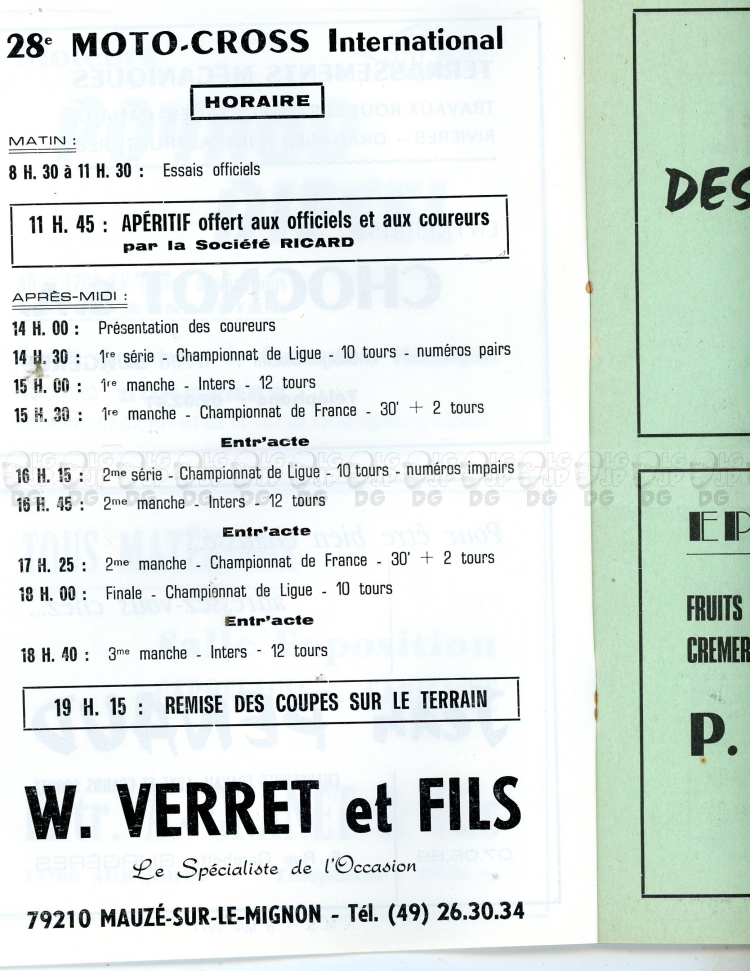 28e MOTO-CROSS International
HORAIRE
MATIN :
8 H. 30 à 11 H. 30 : Essais officiels
11 H. 45 : APÉRITIF offert aux officiels et aux coureurs
par la Société RICARD
APRÈS-MIDI :
14 H. 00 : Présentation des coureurs
14 H. 30 : 1re série - Championnat de Ligue - 10 tours - numéros pairs
15 H. 00 : 1re manche - Inters - 12 tours
15 H. 30 : 1re manche - Championnat de France - 30' + 2 tours
Entr'acte
16 H. 15 : 2me série - Championnat de Ligue - 10 tours - numéros impairs
16 H. 45 : 2me manche - Inters - 12 tours
Entr'acte
17 H. 25 : 2me manche - Championnat de France - 30' + 2 tours
18 H. 00 : Finale - Championnat de Ligue - 10 tours
Entr'acte
18 H. 40 : 3me manche - Inters - 12 tours
19 H. 15 : REMISE DES COUPES SUR LE TERRAIN
W. VERRET et FILS
Le Spécialiste de l'Occasion
79210 MAUZÉ-SUR-LE-MIGNON - Tél. (49) 26.30.34
DES
EP
FRUITS
CREMER
P.